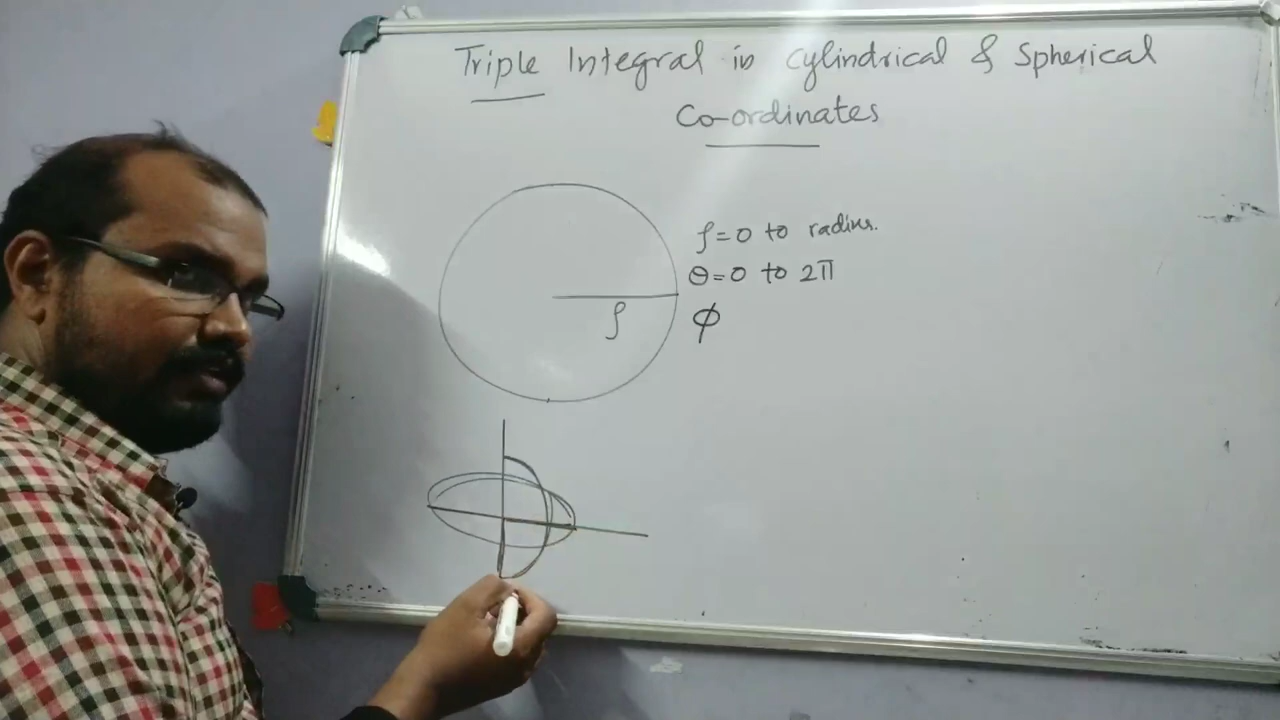 Triple Integral in Cylindrical & Spherical
Co-ordinates
ρ=0 to radius.
θ=0 to 2π
ρ
φ